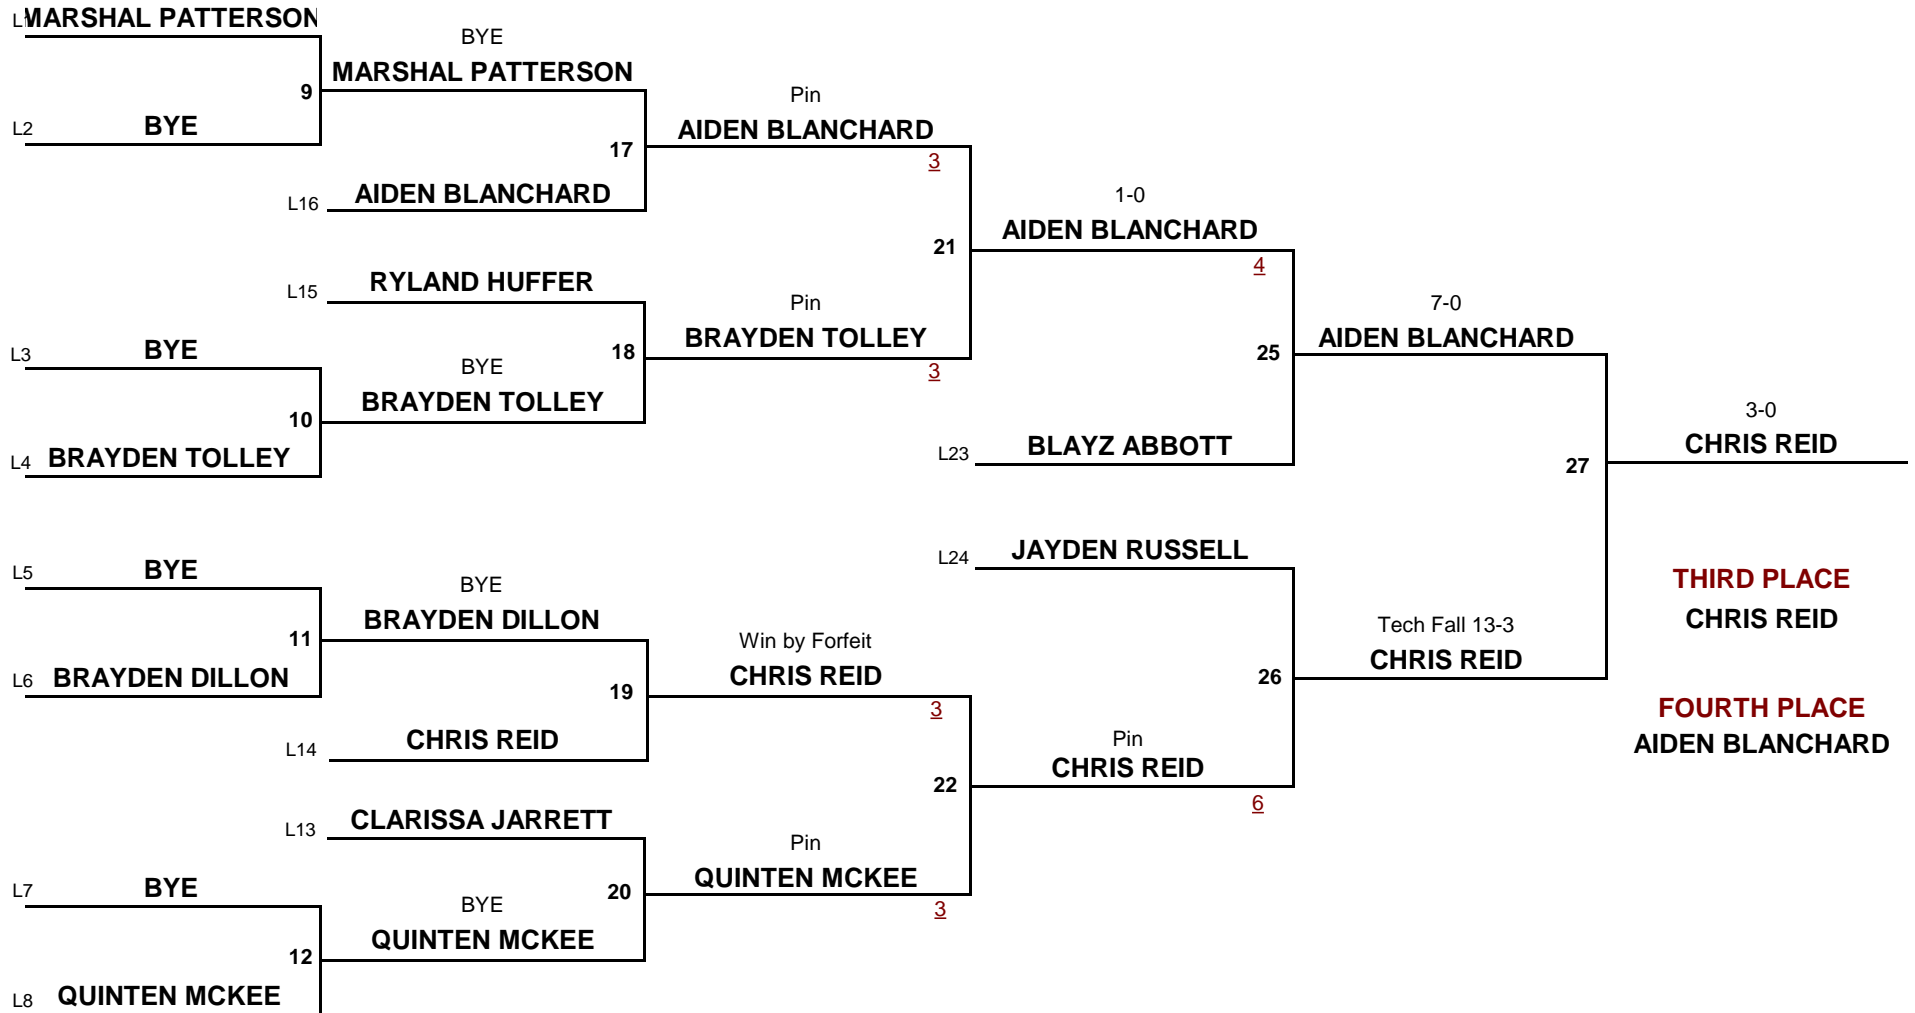 L1 MARSHAL PATTERSON
BYE
MARSHAL PATTERSON
9
L2 BYE
Pin
AIDEN BLANCHARD
3
17
L16 AIDEN BLANCHARD
1-0
AIDEN BLANCHARD
4
21
L15 RYLAND HUFFER
Pin
BRAYDEN TOLLEY
3
18
L3 BYE
BYE
BRAYDEN TOLLEY
10
L4 BRAYDEN TOLLEY
7-0
AIDEN BLANCHARD
25
L23 BLAYZ ABBOTT
3-0
CHRIS REID
27
L24 JAYDEN RUSSELL
L5 BYE
BYE
BRAYDEN DILLON
11
L6 BRAYDEN DILLON
Win by Forfeit
CHRIS REID
3
19
L14 CHRIS REID
Tech Fall 13-3
CHRIS REID
26
Pin
CHRIS REID
6
22
L13 CLARISSA JARRETT
Pin
QUINTEN MCKEE
3
20
L7 BYE
BYE
QUINTEN MCKEE
12
L8 QUINTEN MCKEE
THIRD PLACE
CHRIS REID
FOURTH PLACE
AIDEN BLANCHARD